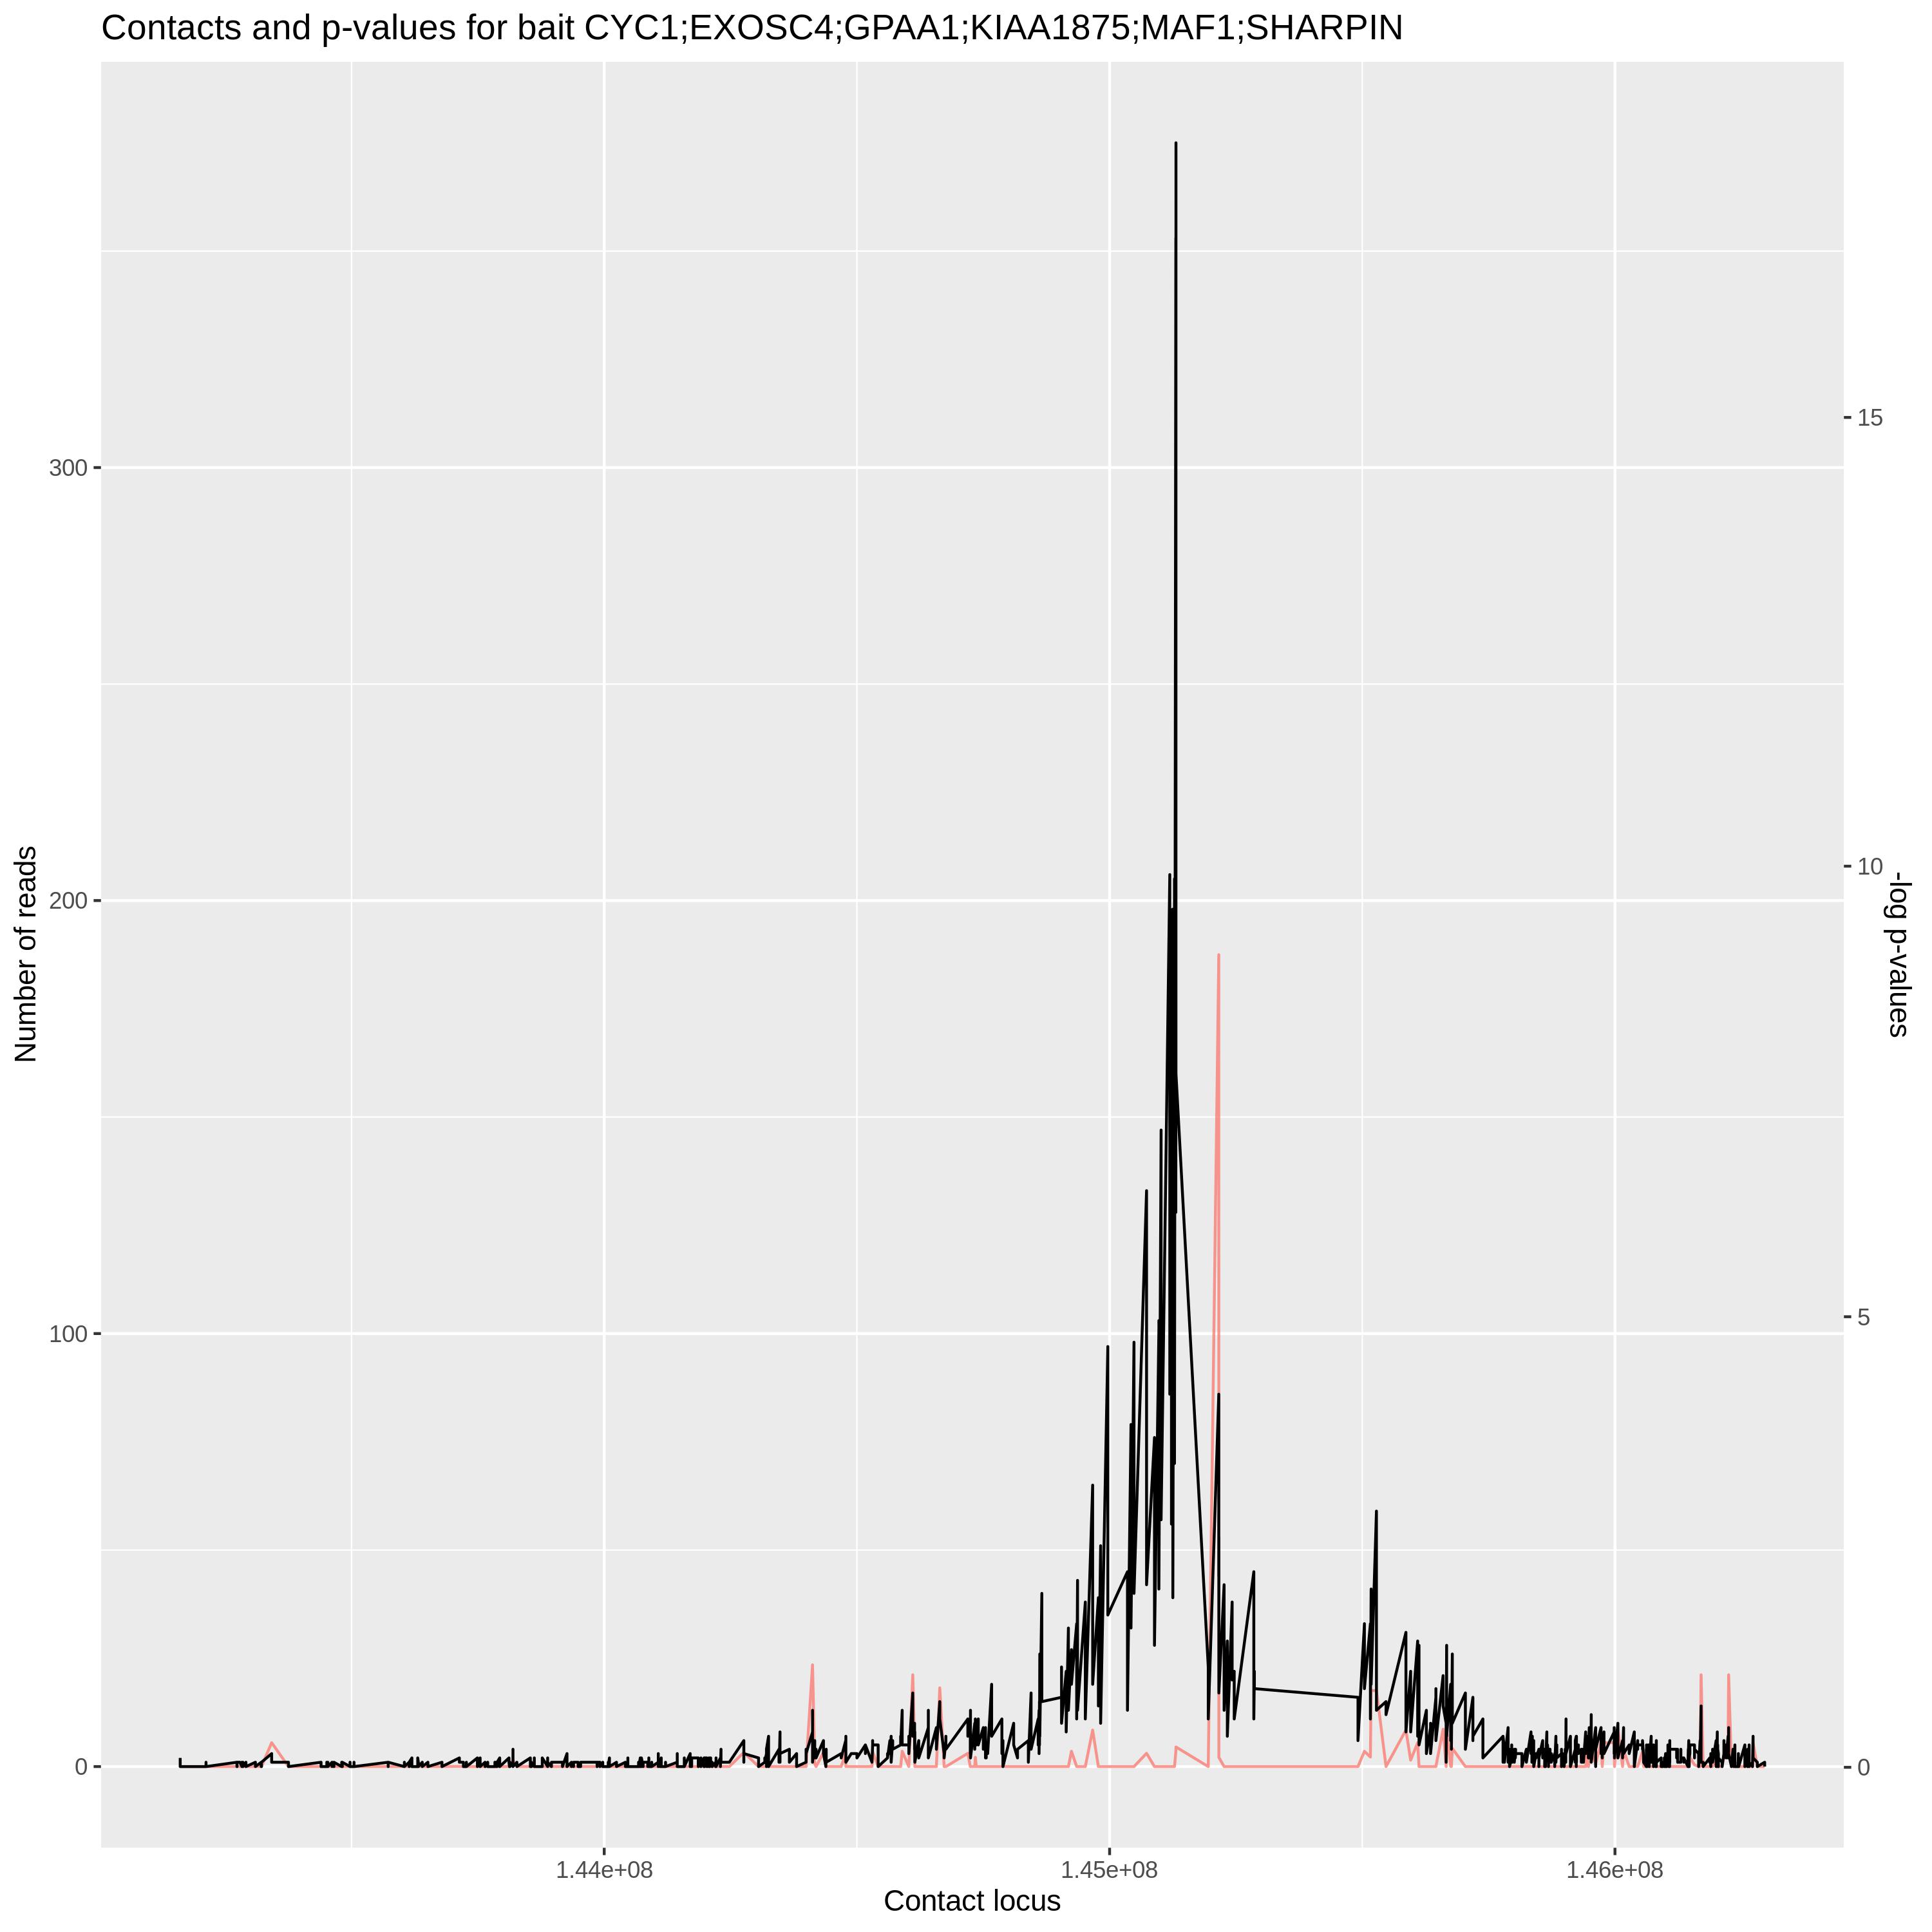 Contacts and p-values for bait CYC1;EXOSC4;GPAA1;KIAA1875;MAF1;SHARPIN
Number of reads
300
200
100
0
15
10
5
0
-log p-values
1.44e+08 1.45e+08 1.46e+08
Contact locus